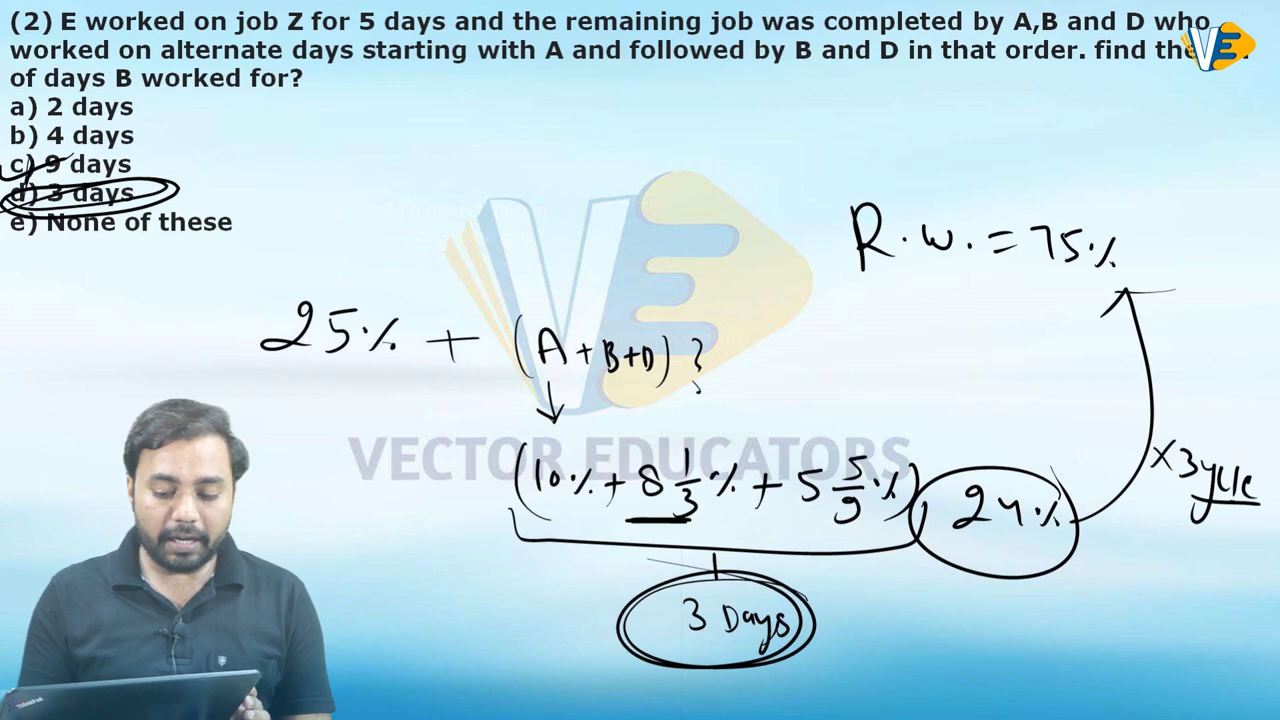 (2) E worked on job Z for 5 days and the remaining job was completed by A,B and D who
worked on alternate days starting with A and followed by B and D in that order. find the
of days B worked for?
a) 2 days
b) 4 days
c) 9 days
d) 3 days
e) None of these
VE
R.W. = 75%
25% + (A+B+D) ?
VECTOR EDUCATORS
(10% + 8 1/3 % + 5 5/9 %) 24%
x 3 cycle
3 Days
ThinkPad